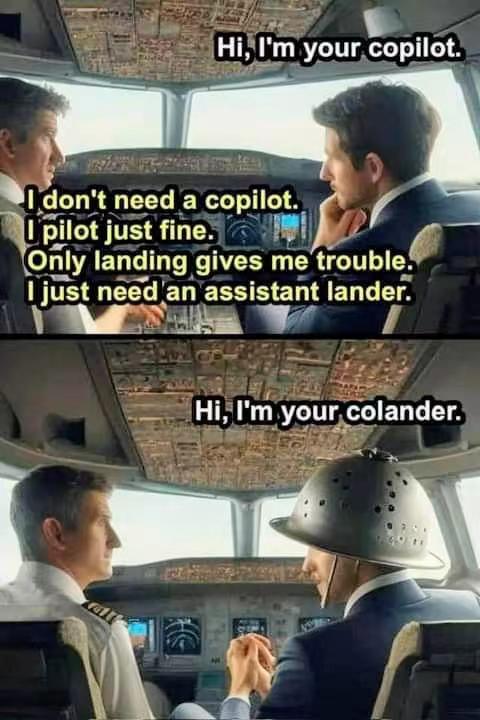 Hi, I'm your copilot.
I don't need a copilot.
I pilot just fine.
Only landing gives me trouble.
I just need an assistant lander.
Hi, I'm your colander.